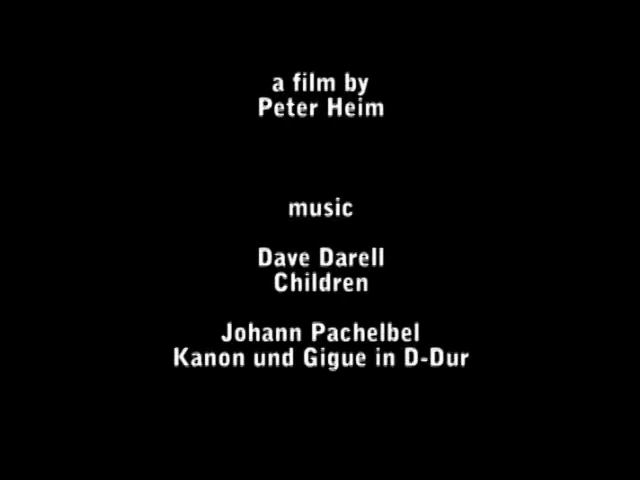 a film by
Peter Heim
music
Dave Darell
Children
Johann Pachelbel
Kanon und Gigue in D-Dur